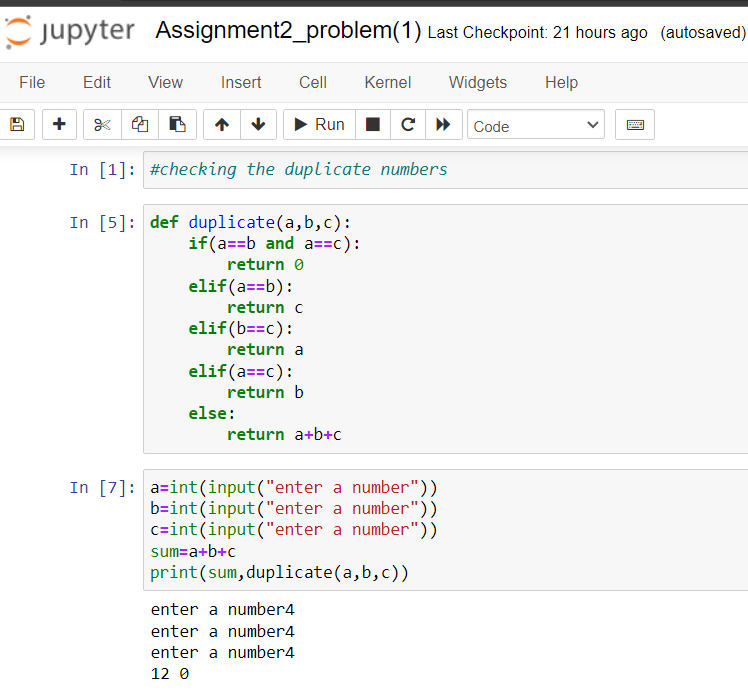 jupyter Assignment2_problem(1) Last Checkpoint: 21 hours ago (autosaved)
File Edit View Insert Cell Kernel Widgets Help
Run Code
In [1]: #checking the duplicate numbers
In [5]: def duplicate(a,b,c):
    if(a==b and a==c):
        return 0
    elif(a==b):
        return c
    elif(b==c):
        return a
    elif(a==c):
        return b
    else:
        return a+b+c
In [7]: a=int(input("enter a number"))
b=int(input("enter a number"))
c=int(input("enter a number"))
sum=a+b+c
print(sum,duplicate(a,b,c))
enter a number4
enter a number4
enter a number4
12 0